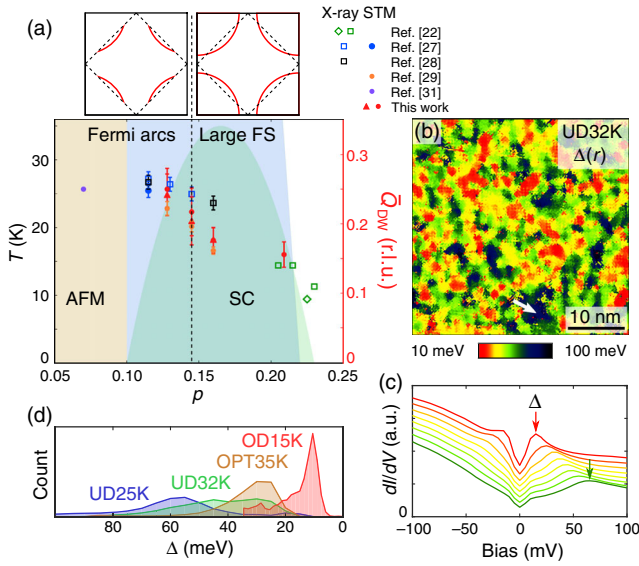 (a)
X-ray STM
Ref. [22]
Ref. [27]
Ref. [28]
Ref. [29]
Ref. [31]
This work
Fermi arcs
Large FS
AFM
SC
T (K)
0
10
20
30
0.05
0.10
0.15
0.20
0.25
p
0
0.1
0.2
0.3
Q̄DW (r.l.u.)
(b)
UD32K
Δ(r)
10 nm
10 meV
100 meV
(c)
Δ
dI/dV (a.u.)
−100
−50
0
50
100
Bias (mV)
(d)
OD15K
OPT35K
UD32K
UD25K
Count
80
60
40
20
0
Δ (meV)